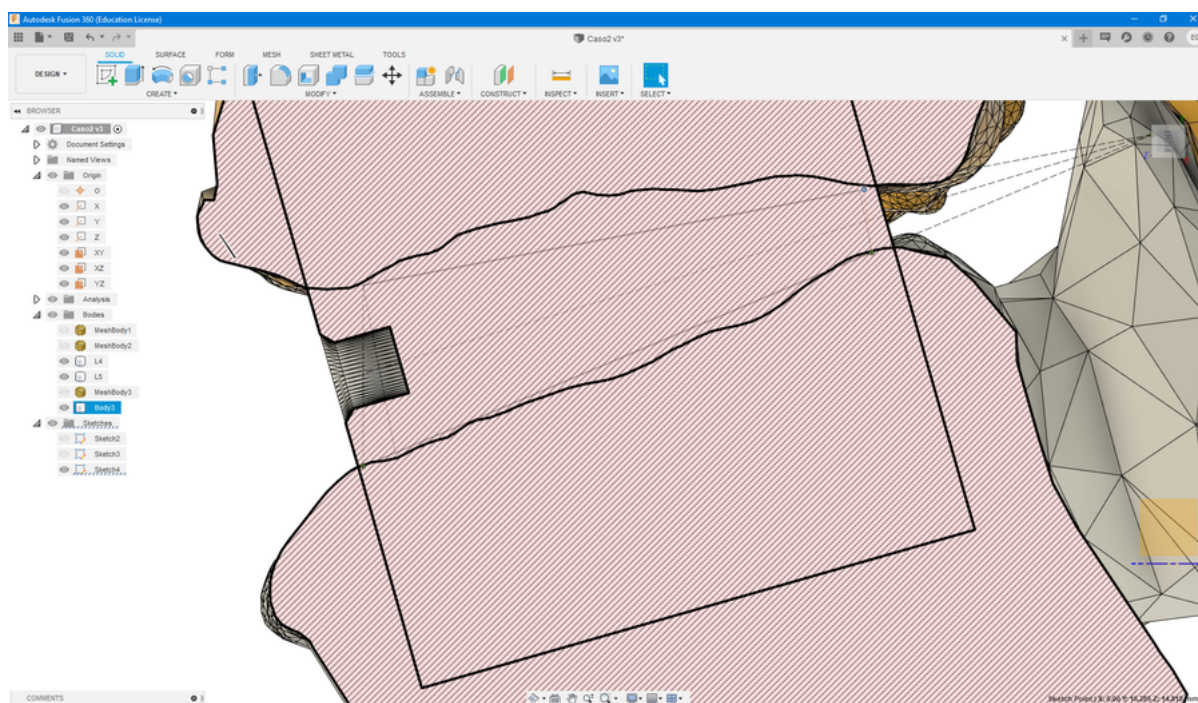 Autodesk Fusion 360 (Education License)
Caso2 v3*
SOLID SURFACE FORM MESH SHEET METAL TOOLS
DESIGN
CREATE MODIFY ASSEMBLE CONSTRUCT INSPECT INSERT SELECT
BROWSER
Caso2 v3
Document Settings
Named Views
Origin
O
X
Y
Z
XY
XZ
YZ
Analysis
Bodies
MeshBody1
MeshBody2
L4
L5
MeshBody3
Body3
Sketches
Sketch2
Sketch3
Sketch4
COMMENTS